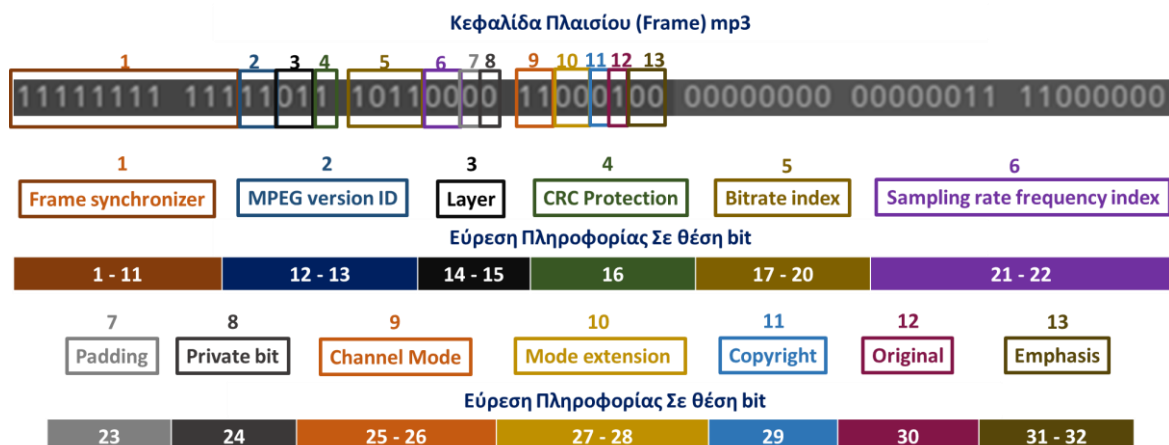 Κεφαλίδα Πλαισίου (Frame) mp3
1 2 3 4 5 6 7 8 9 10 11 12 13
11111111 11111011 10110000 11000100 00000000 00000011 11000000
1 2 3 4 5 6
Frame synchronizer MPEG version ID Layer CRC Protection Bitrate index Sampling rate frequency index
Εύρεση Πληροφορίας Σε θέση bit
1 - 11 12 - 13 14 - 15 16 17 - 20 21 - 22
7 8 9 10 11 12 13
Padding Private bit Channel Mode Mode extension Copyright Original Emphasis
Εύρεση Πληροφορίας Σε θέση bit
23 24 25 - 26 27 - 28 29 30 31 - 32